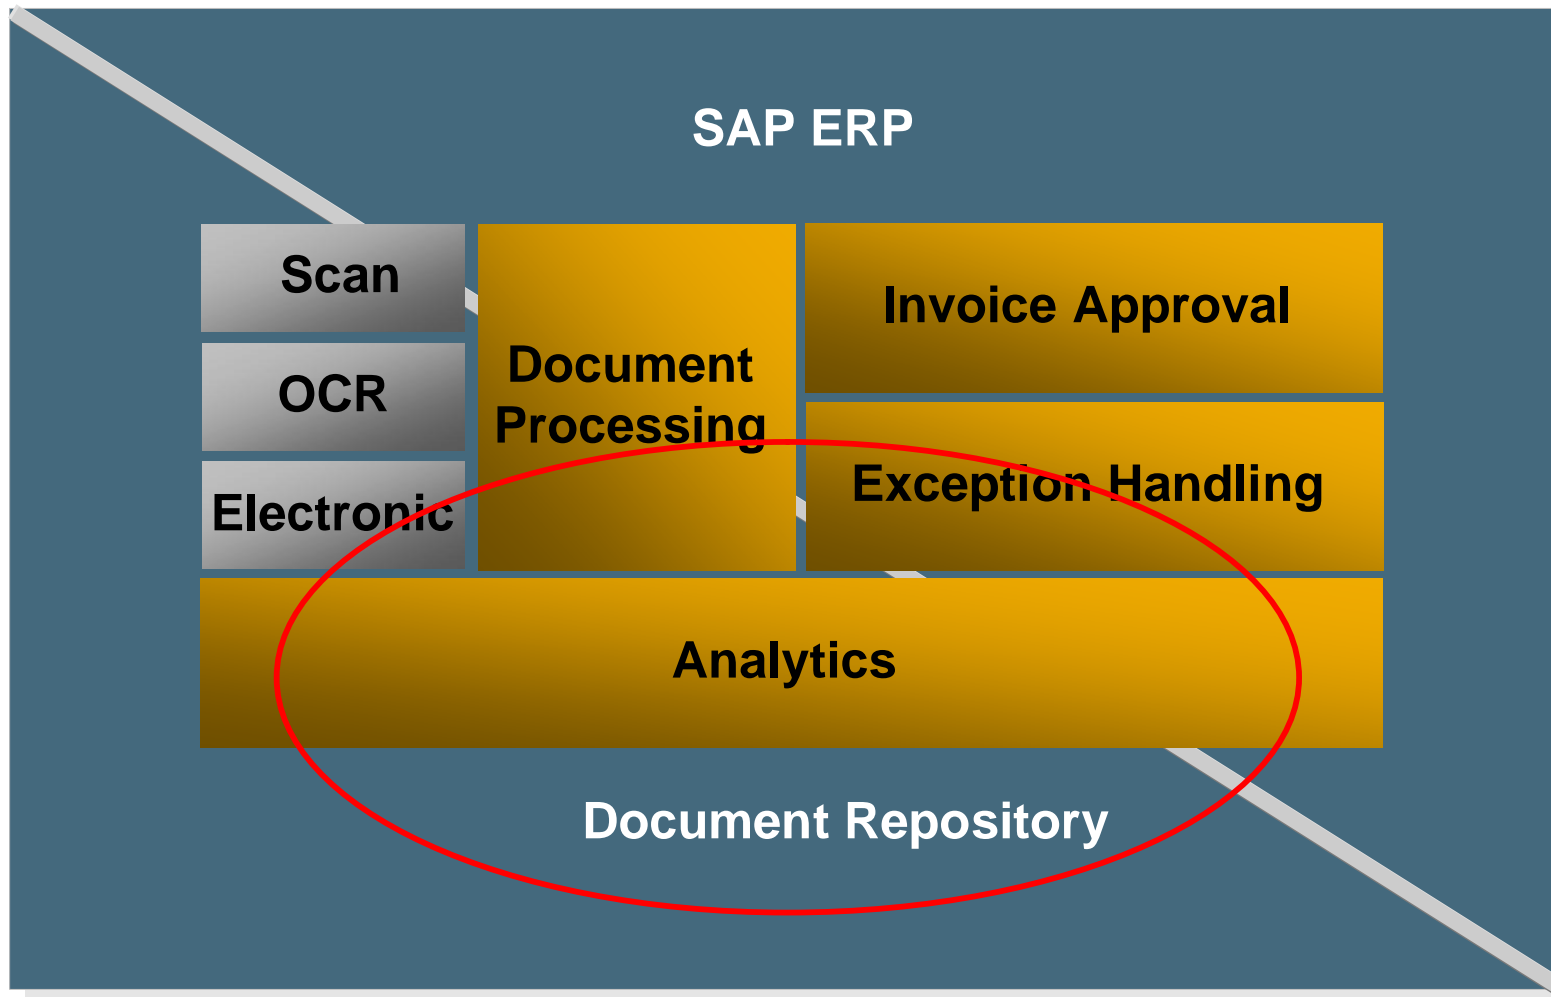 SAP ERP
Scan
OCR
Electronic
Document
Processing
Invoice Approval
Exception Handling
Analytics
Document Repository